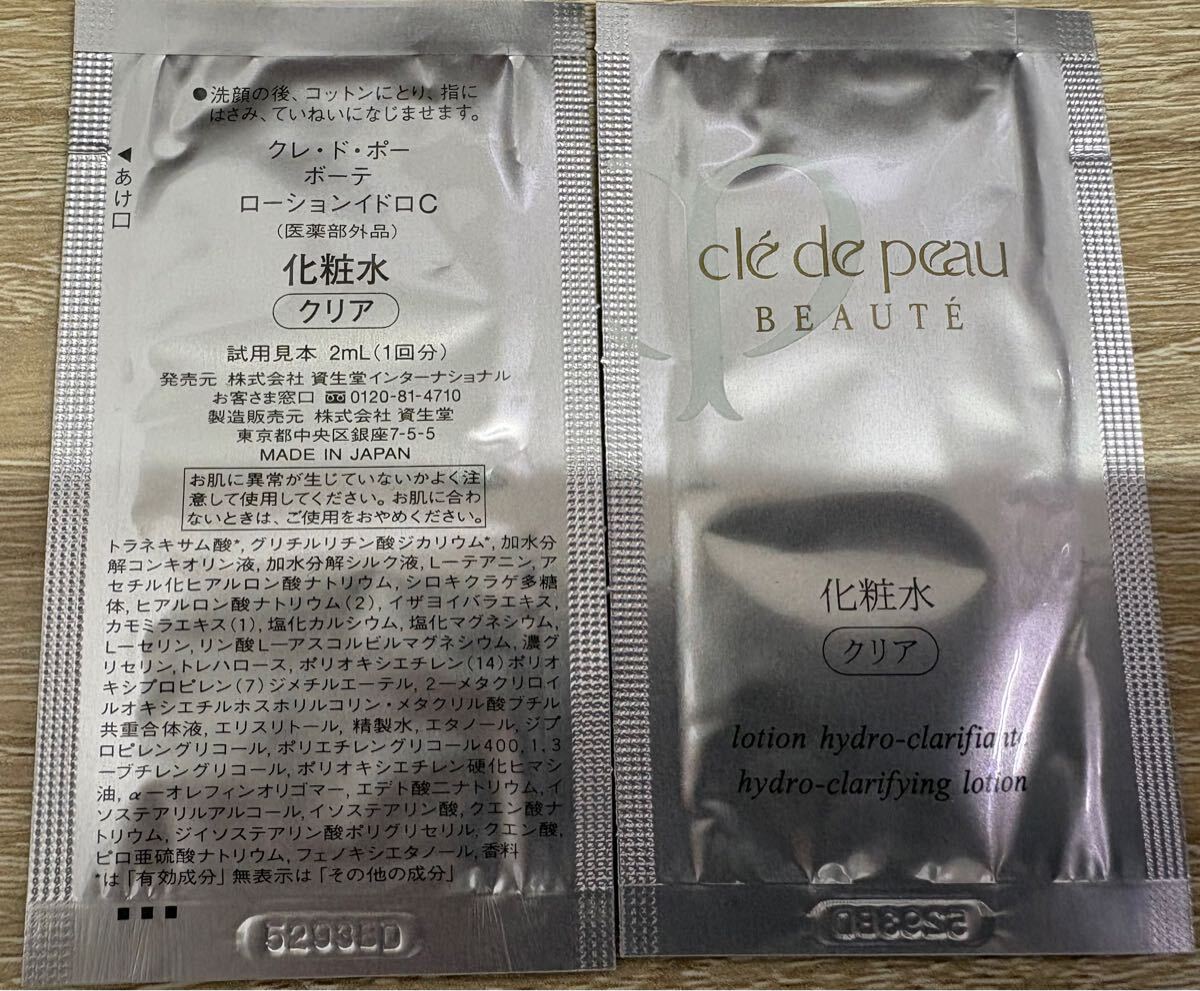 ●洗顔の後、コットンにとり、指に
はさみ、ていねいになじませます。
◀あけ口
クレ・ド・ポー
ボーテ
ローションイドロC
(医薬部外品)
化粧水
クリア
試用見本 2mL(1回分)
発売元 株式会社 資生堂インターナショナル
お客さま窓口 0120-81-4710
製造販売元 株式会社 資生堂
東京都中央区銀座7-5-5
MADE IN JAPAN
お肌に異常が生じていないかよく注
意して使用してください。お肌に合わ
ないときは、ご使用をおやめください。
トラネキサム酸*, グリチルリチン酸ジカリウム*, 加水分
解コンキオリン液, 加水分解シルク液, L-テアニン, ア
セチル化ヒアルロン酸ナトリウム, シロキクラゲ多糖
体, ヒアルロン酸ナトリウム(2), イザヨイバラエキス,
カモミラエキス(1), 塩化カルシウム, 塩化マグネシウム,
L-セリン, リン酸L-アスコルビルマグネシウム, 濃グ
リセリン, トレハロース, ポリオキシエチレン(14)ポリオ
キシプロピレン(7)ジメチルエーテル, 2-メタクリロイ
ルオキシエチルホスホリルコリン・メタクリル酸ブチル
共重合体液, エリスリトール, 精製水, エタノール, ジプ
ロピレングリコール, ポリエチレングリコール400, 1,3
-ブチレングリコール, ポリオキシエチレン硬化ヒマシ
油, α-オレフィンオリゴマー, エデト酸二ナトリウム, イ
ソステアリルアルコール, イソステアリン酸, クエン酸ナ
トリウム, ジイソステアリン酸ポリグリセリル, クエン酸,
ピロ亜硫酸ナトリウム, フェノキシエタノール, 香料
*は「有効成分」無表示は「その他の成分」
5293ED
clé de peau
BEAUTÉ
化粧水
クリア
lotion hydro-clarifiante
hydro-clarifying lotion
5293ED